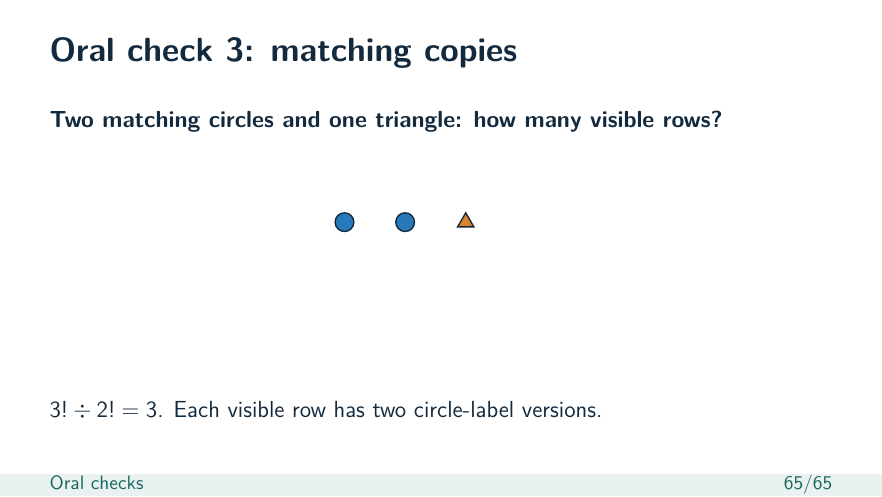 Oral check 3: matching copies
Two matching circles and one triangle: how many visible rows?
3! ÷ 2! = 3. Each visible row has two circle-label versions.
Oral checks
65/65